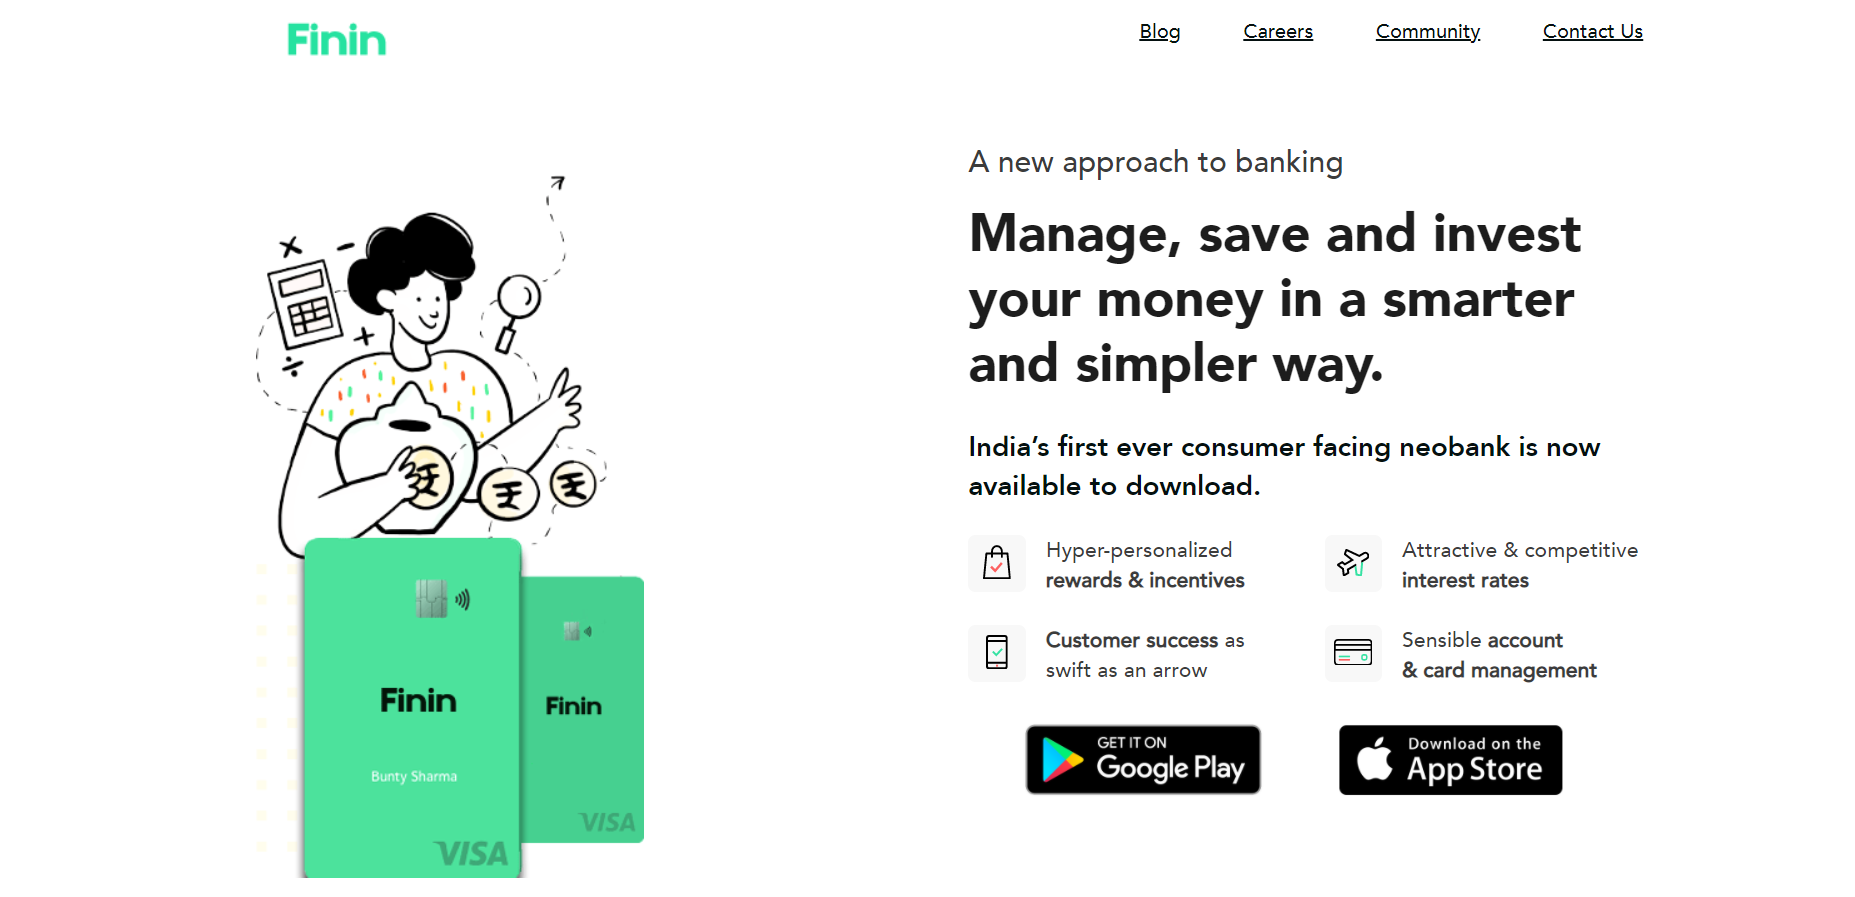 Finin
Blog
Careers
Community
Contact Us
A new approach to banking
Manage, save and invest
your money in a smarter
and simpler way.
India’s first ever consumer facing neobank is now
available to download.
Hyper-personalized
rewards & incentives
Attractive & competitive
interest rates
Customer success as
swift as an arrow
Sensible account
& card management
GET IT ON
Google Play
Download on the
App Store
Finin
Bunty Sharma
VISA
Finin
VISA